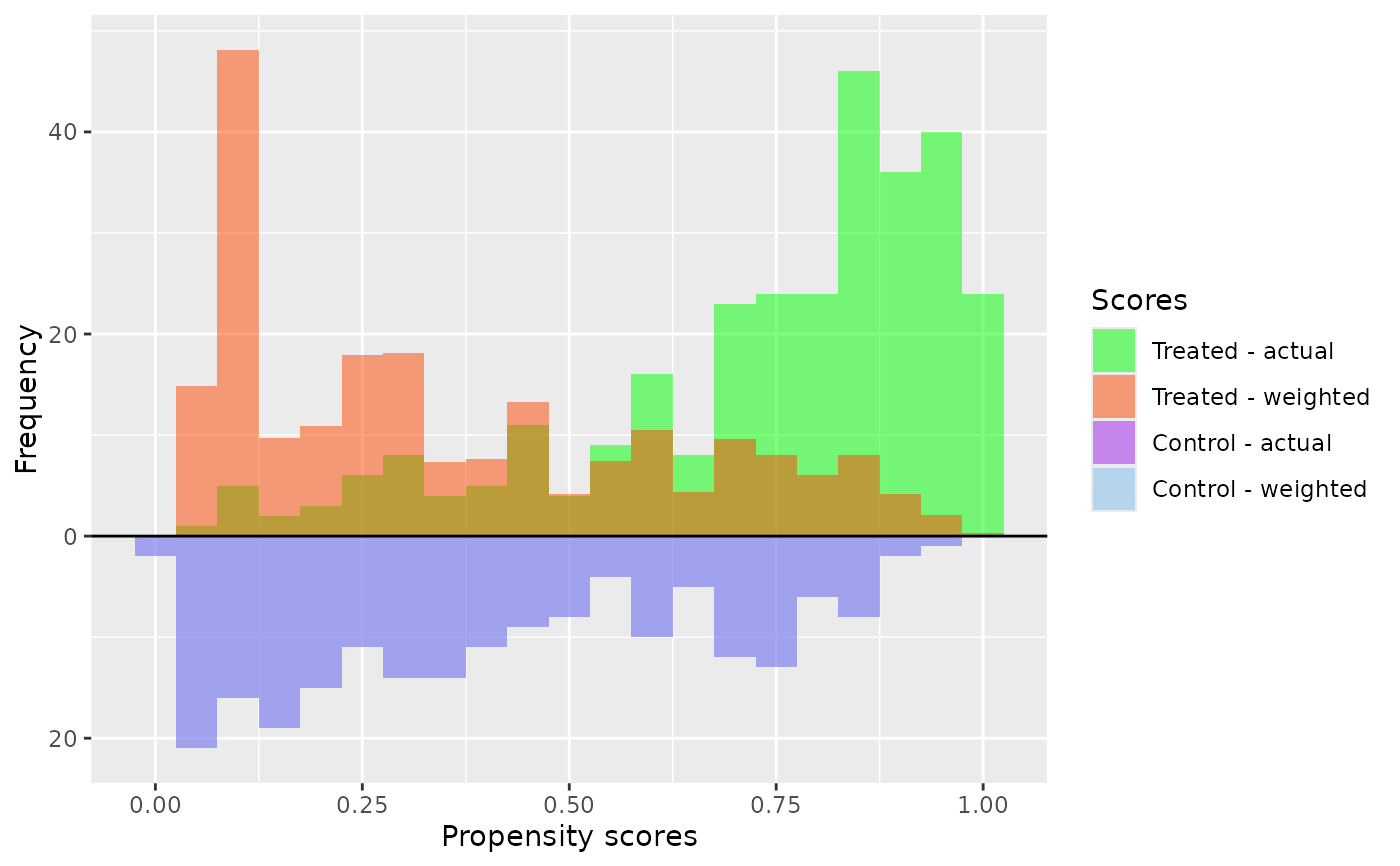 40
20
0
20
Frequency
0.00 0.25 0.50 0.75 1.00
Propensity scores
Scores
Treated - actual
Treated - weighted
Control - actual
Control - weighted